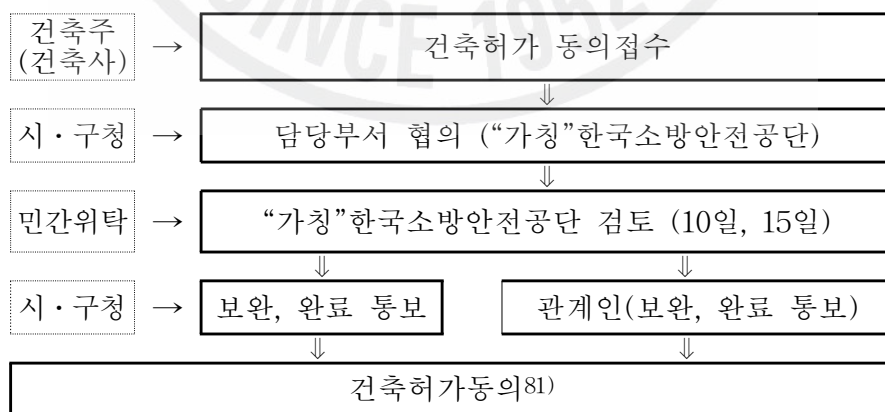 SINCE 1952
건축주
(건축사) → 건축허가 동의접수
⇓
시·구청 → 담당부서 협의 (“가칭”한국소방안전공단)
⇓
민간위탁 → “가칭”한국소방안전공단 검토 (10일, 15일)
⇓ ⇓
시·구청 → 보완, 완료 통보 관계인(보완, 완료 통보)
⇓ ⇓
건축허가동의81)